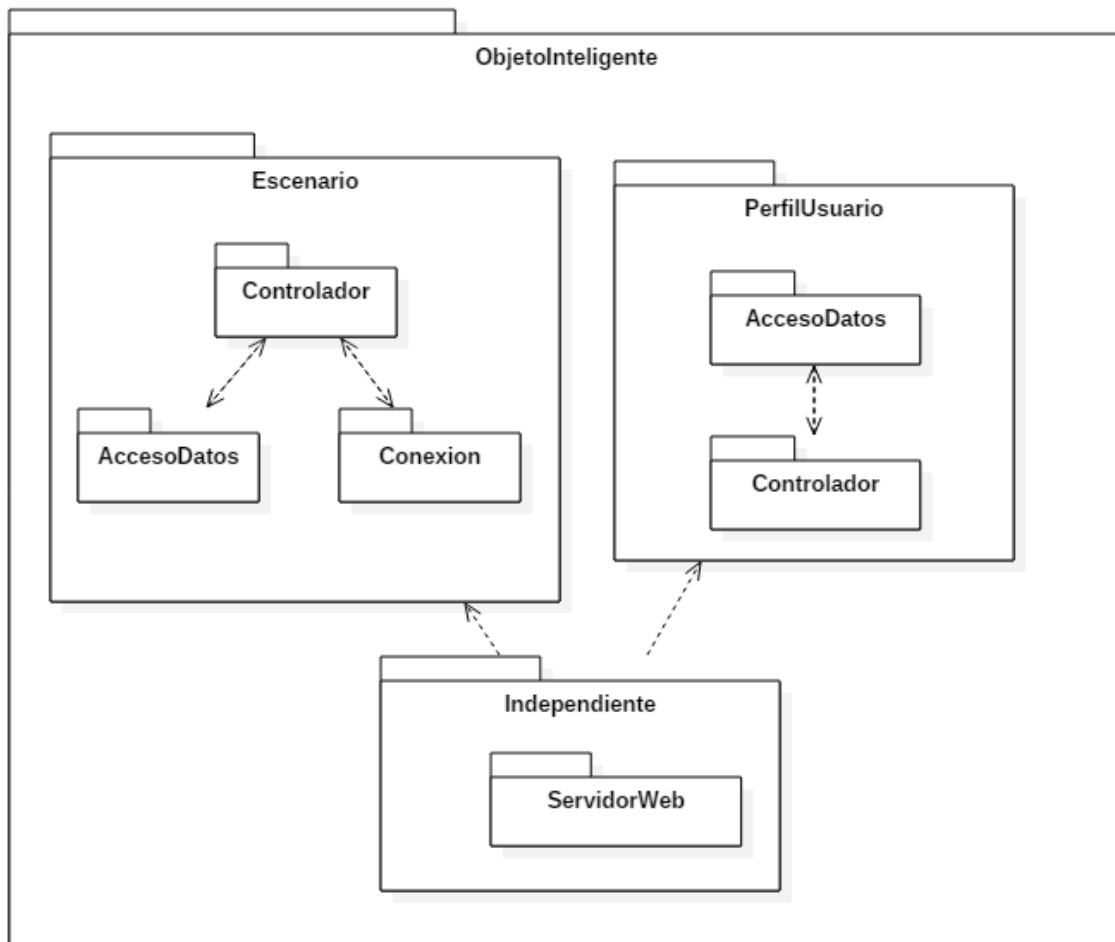 ObjetoInteligente
Escenario
Controlador
AccesoDatos
Conexion
PerfilUsuario
AccesoDatos
Controlador
Independiente
ServidorWeb